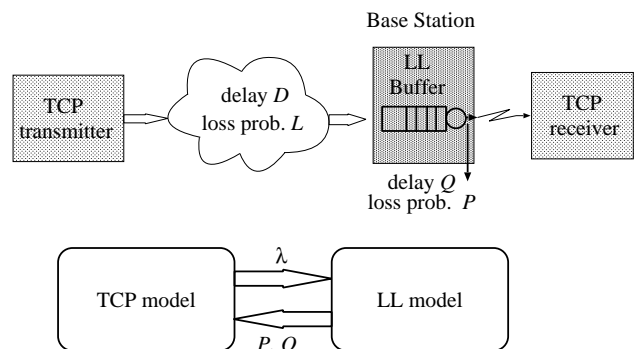 Base Station
LL
Buffer
TCP
transmitter
delay D
loss prob. L
TCP
receiver
delay Q
loss prob. P
λ
TCP model
LL model
P Q